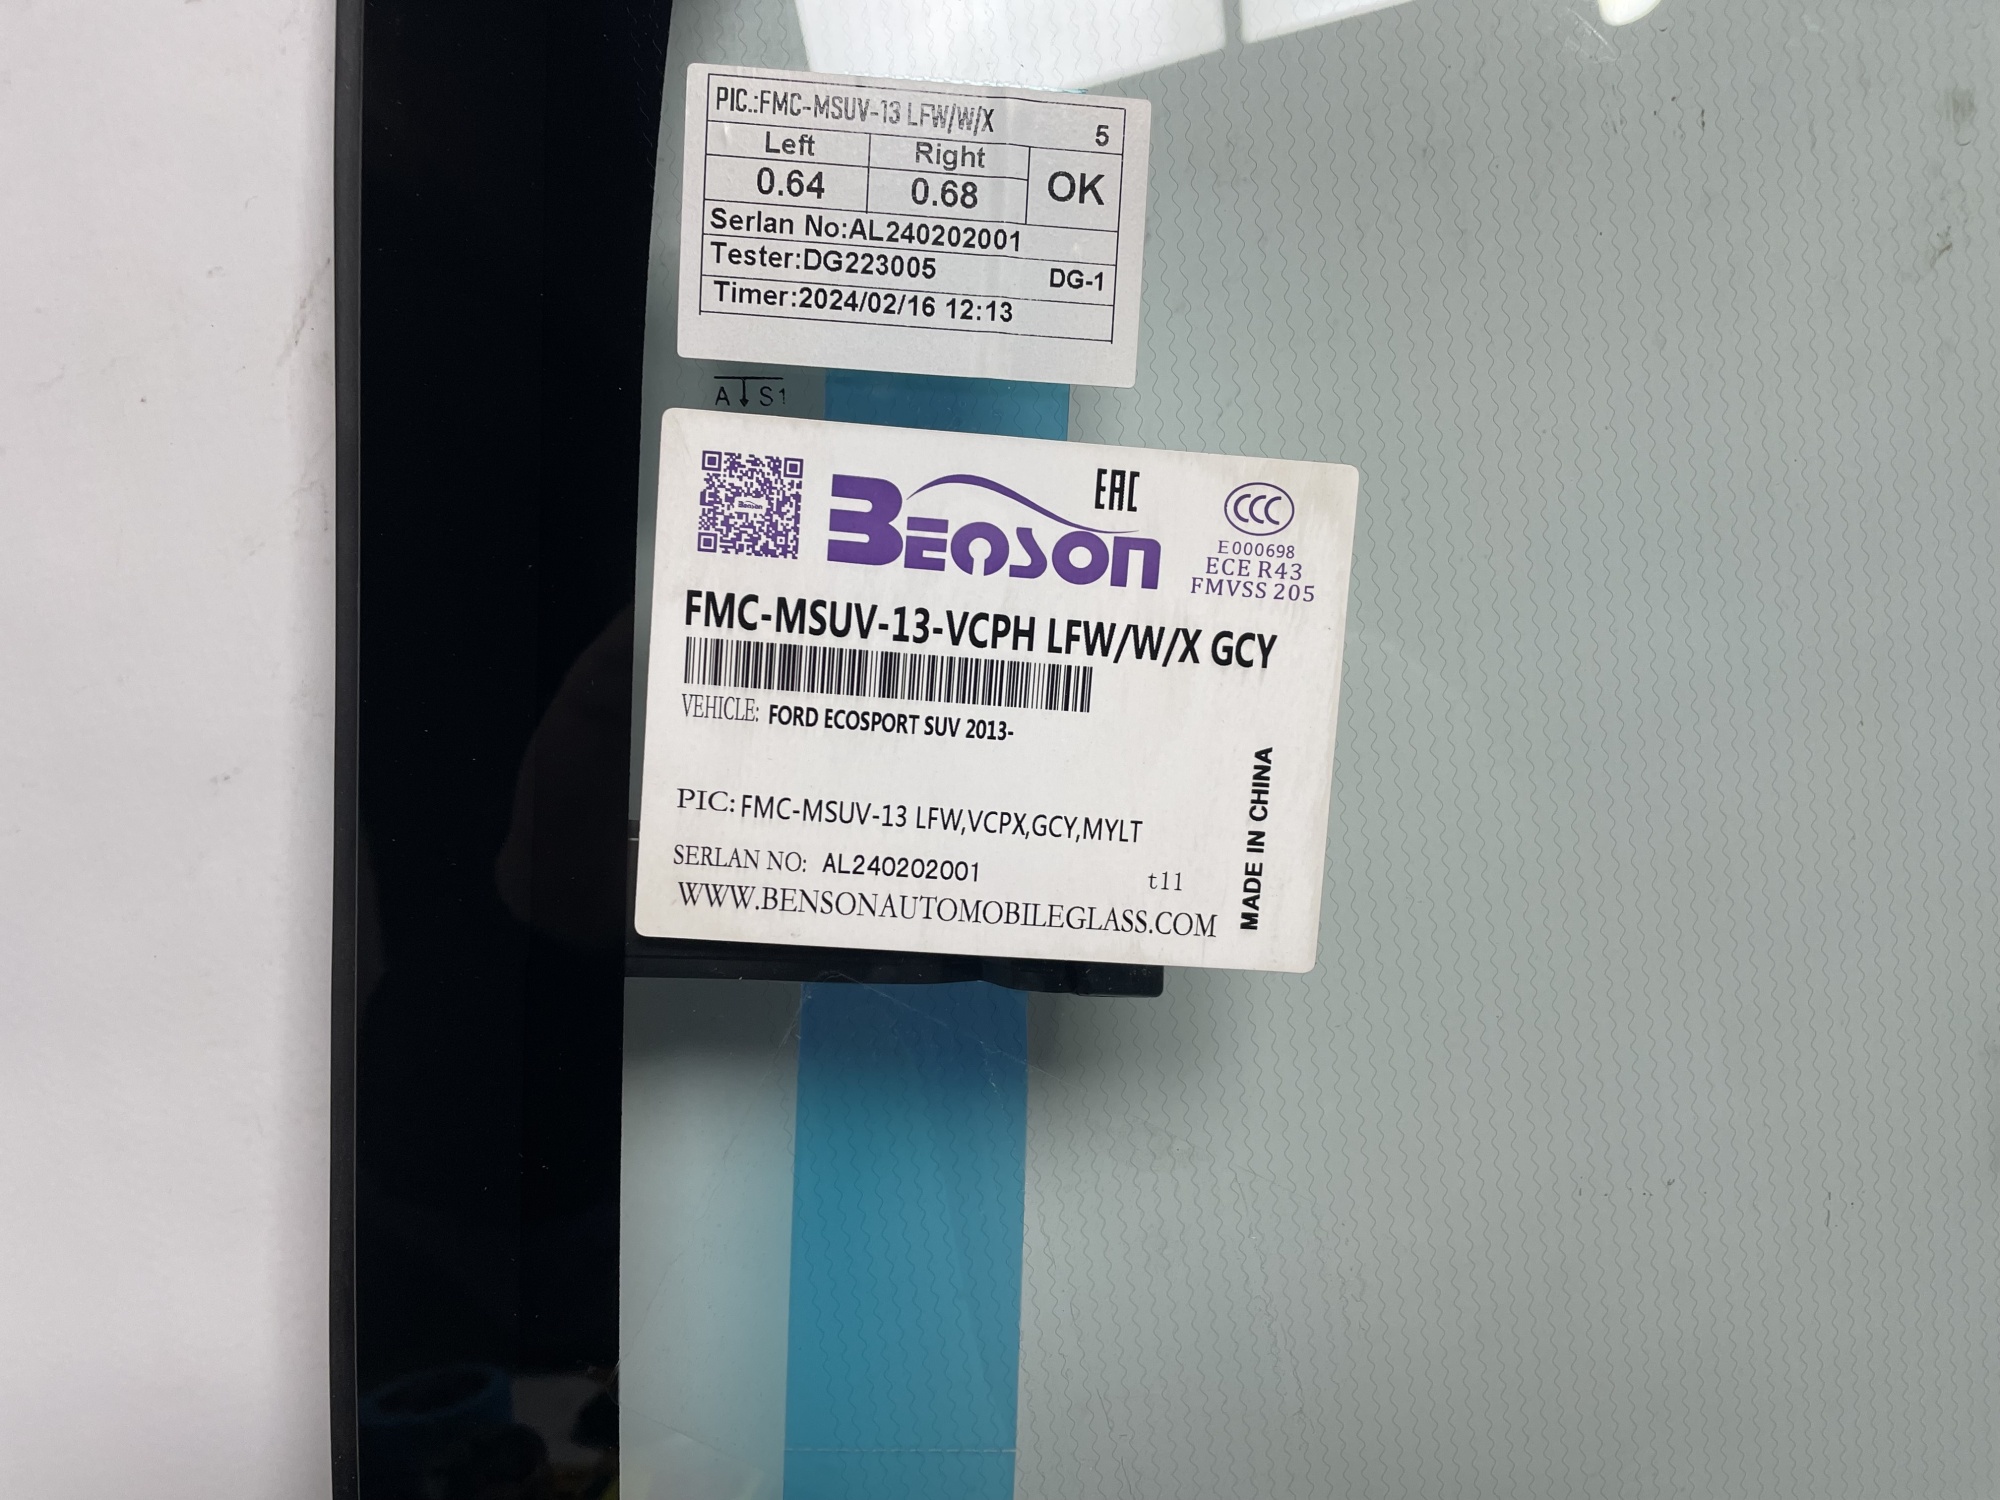 PIC.:FMC-MSUV-13 LFW/W/X 5
Left Right OK
0.64 0.68
Serlan No:AL240202001
Tester:DG223005 DG-1
Timer:2024/02/16 12:13
A S1
BENSON
EAC
CCC
E000698
ECE R43
FMVSS 205
FMC-MSUV-13-VCPH LFW/W/X GCY
VEHICLE: FORD ECOSPORT SUV 2013-
PIC: FMC-MSUV-13 LFW,VCPX,GCY,MYLT
SERLAN NO: AL240202001 t11
WWW.BENSONAUTOMOBILEGLASS.COM
MADE IN CHINA